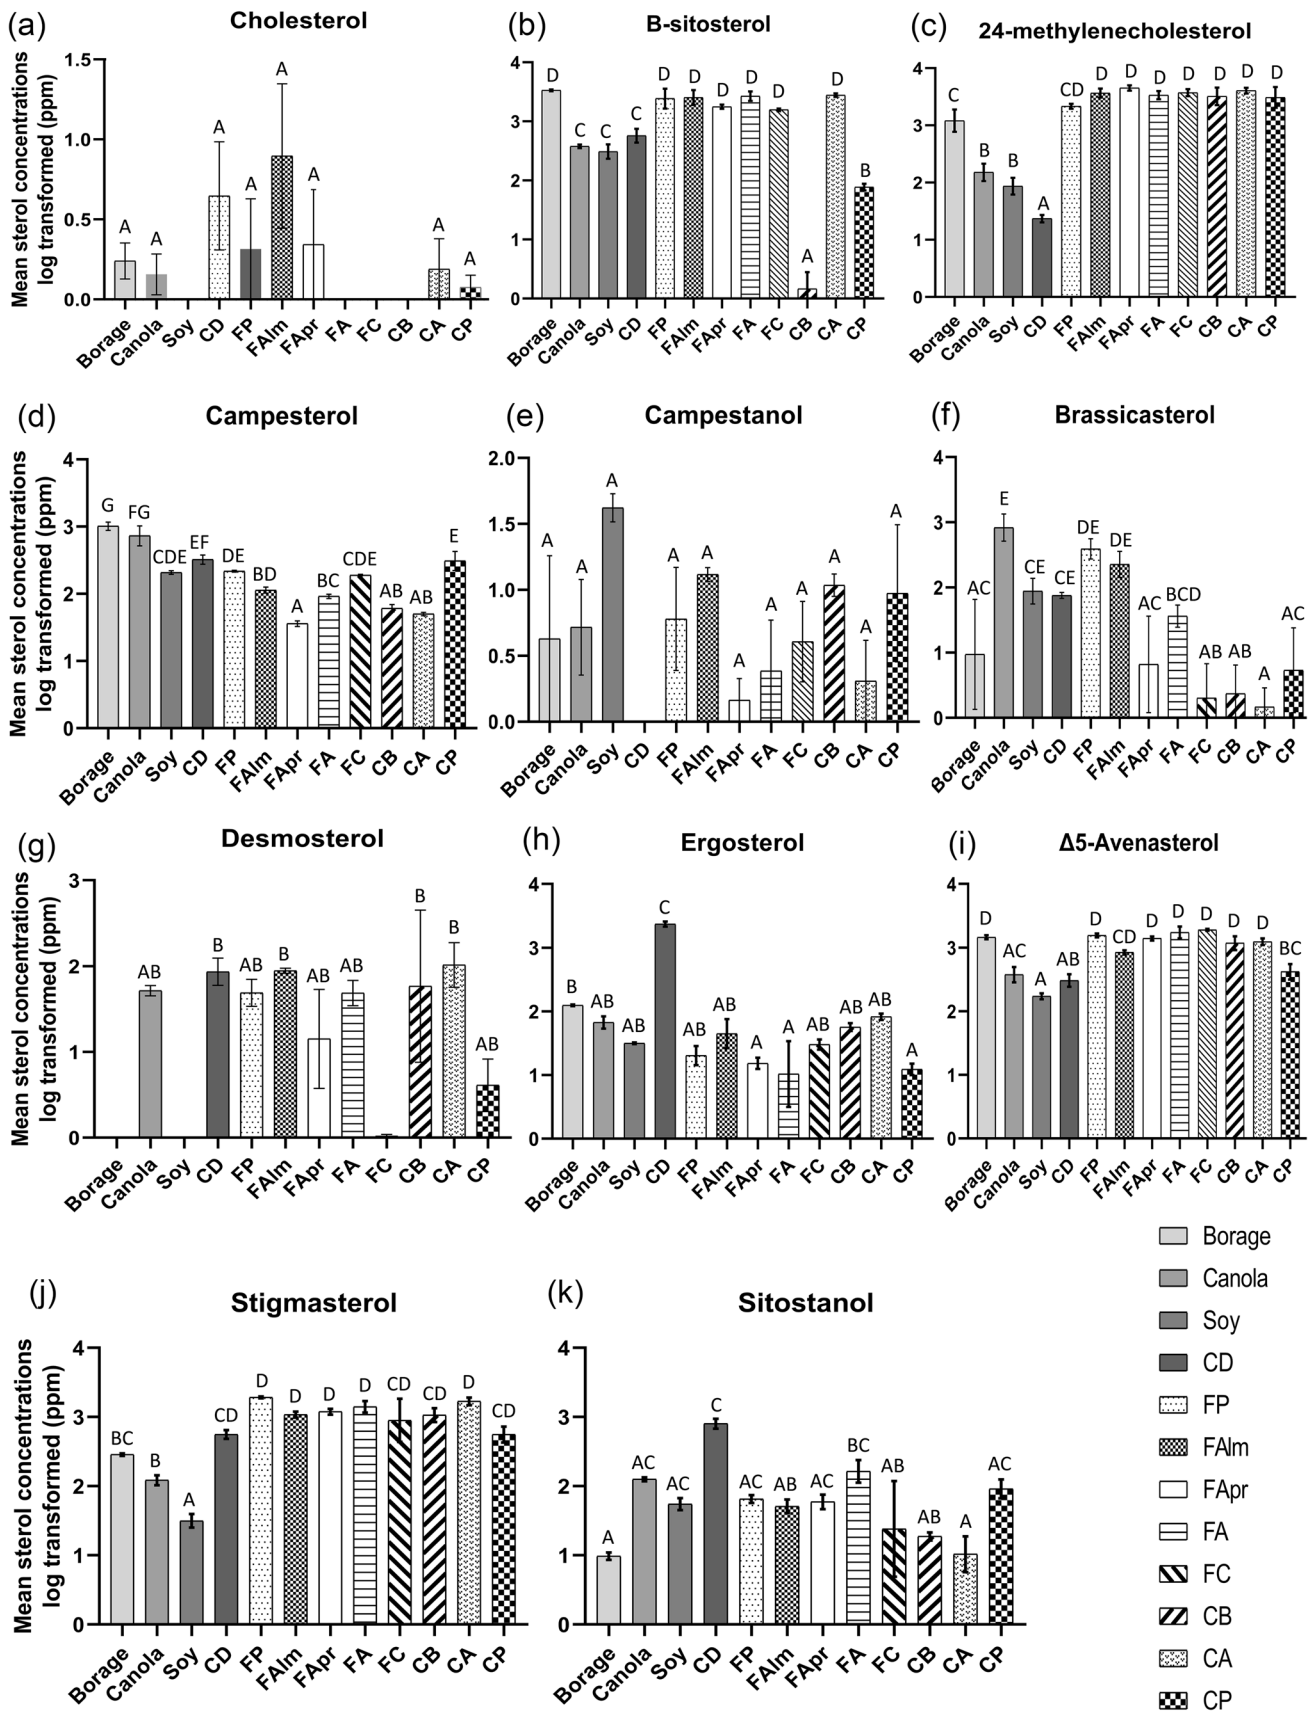 (a) Cholesterol
Mean sterol concentrations
log transformed (ppm)
1.5
1.0
0.5
0.0
A A A A A A A A
Borage Canola Soy CD FP FAlm FApr FA FC CB CA CP
(b) B-sitosterol
4
3
2
1
0
D C C C D D D D D A D B
Borage Canola Soy CD FP FAlm FApr FA FC CB CA CP
(c) 24-methylenecholesterol
4
3
2
1
0
C B B A CD D D D D D D D
Borage Canola Soy CD FP FAlm FApr FA FC CB CA CP
(d) Campesterol
Mean sterol concentrations
log transformed (ppm)
4
3
2
1
0
G FG CDE EF DE BD A BC CDE AB AB E
Borage Canola Soy CD FP FAlm FApr FA FC CB CA CP
(e) Campestanol
2.0
1.5
1.0
0.5
0.0
A A A A A A A A A A A
Borage Canola Soy CD FP FAlm FApr FA FC CB CA CP
(f) Brassicasterol
4
3
2
1
0
AC E CE CE DE DE AC BCD AB AB A AC
Borage Canola Soy CD FP FAlm FApr FA FC CB CA CP
(g) Desmosterol
Mean sterol concentrations
log transformed (ppm)
3
2
1
0
AB B AB B AB AB B B AB
Borage Canola Soy CD FP FAlm FApr FA FC CB CA CP
(h) Ergosterol
4
3
2
1
0
B AB AB C AB AB A A AB AB AB A
Borage Canola Soy CD FP FAlm FApr FA FC CB CA CP
(i) Δ5-Avenasterol
4
3
2
1
0
D AC A AB D CD D D D D D BC
Borage Canola Soy CD FP FAlm FApr FA FC CB CA CP
(j) Stigmasterol
Mean sterol concentrations
log transformed (ppm)
4
3
2
1
0
BC B A CD D D D D CD CD D CD
Borage Canola Soy CD FP FAlm FApr FA FC CB CA CP
(k) Sitostanol
4
3
2
1
0
A AC AC C AC AB AC BC AB AB A AC
Borage Canola Soy CD FP FAlm FApr FA FC CB CA CP
Borage
Canola
Soy
CD
FP
FAlm
FApr
FA
FC
CB
CA
CP